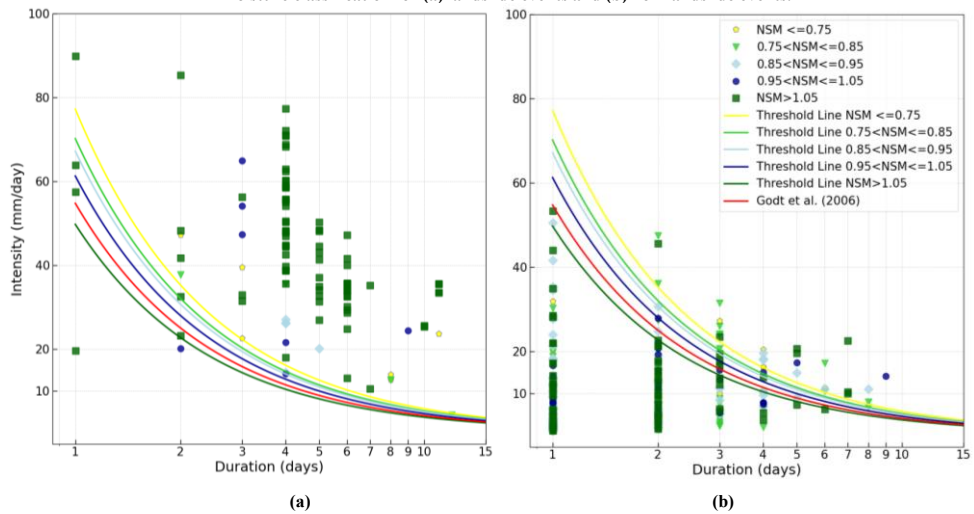 (a)
(b)
100
80
60
40
20
10
Intensity (mm/day)
1
2
3
4
5
6
7
8
9
10
15
Duration (days)
(a)
100
80
60
40
20
10
NSM <=0.75
0.75<NSM<=0.85
0.85<NSM<=0.95
0.95<NSM<=1.05
NSM>1.05
Threshold Line NSM <=0.75
Threshold Line 0.75<NSM<=0.85
Threshold Line 0.85<NSM<=0.95
Threshold Line 0.95<NSM<=1.05
Threshold Line NSM>1.05
Godt et al. (2006)
1
2
3
4
5
6
7
8
9
10
15
Duration (days)
(b)